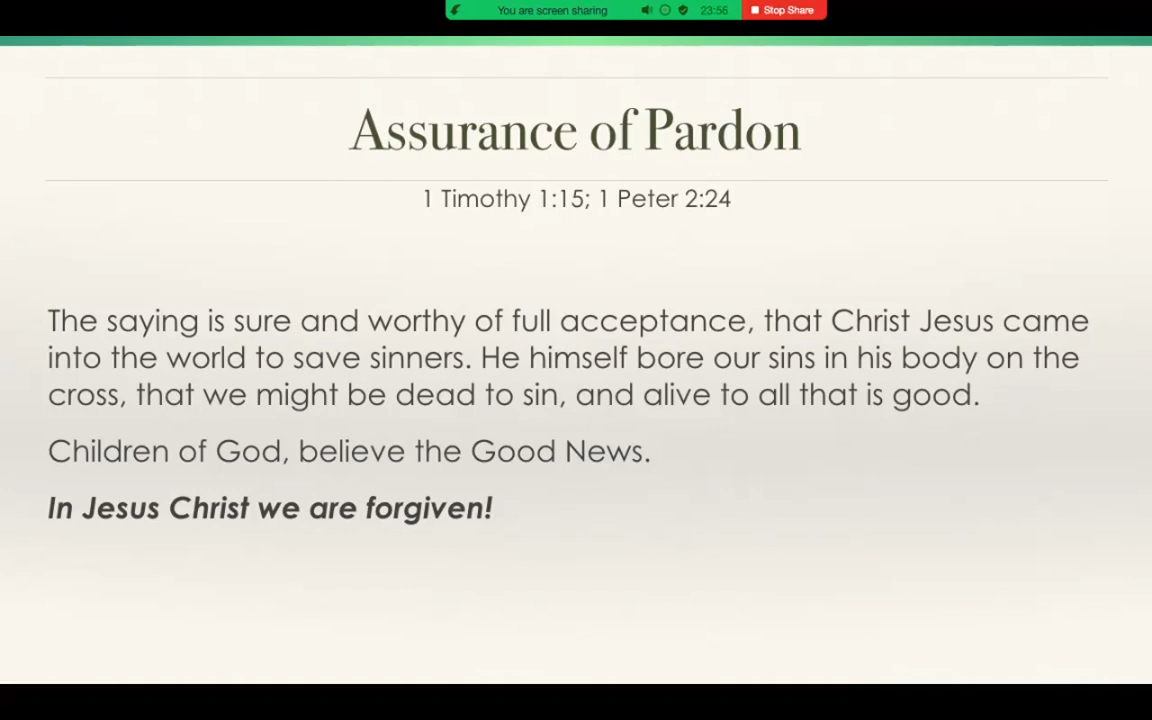 You are screen sharing 23:56 Stop Share
Assurance of Pardon
1 Timothy 1:15; 1 Peter 2:24
The saying is sure and worthy of full acceptance, that Christ Jesus came
into the world to save sinners. He himself bore our sins in his body on the
cross, that we might be dead to sin, and alive to all that is good.
Children of God, believe the Good News.
In Jesus Christ we are forgiven!